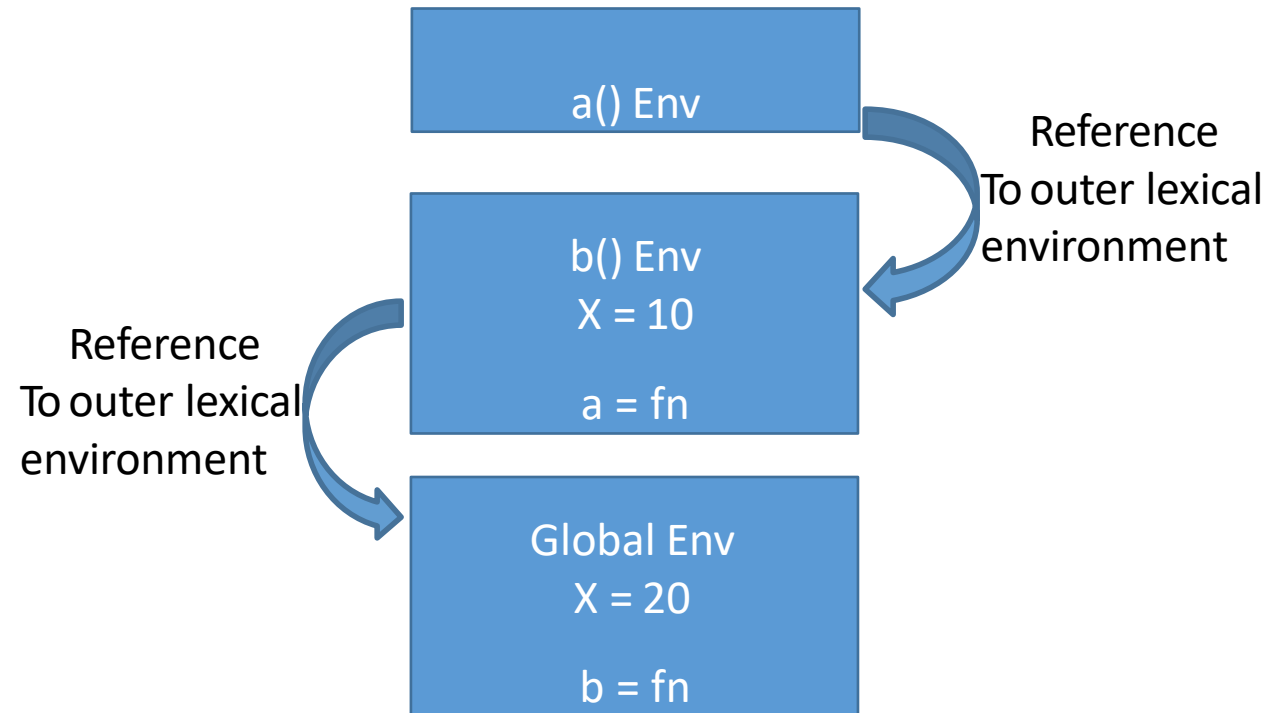 a() Env
Reference
To outer lexical
environment
b() Env
X = 10
a = fn
Reference
To outer lexical
environment
Global Env
X = 20
b = fn